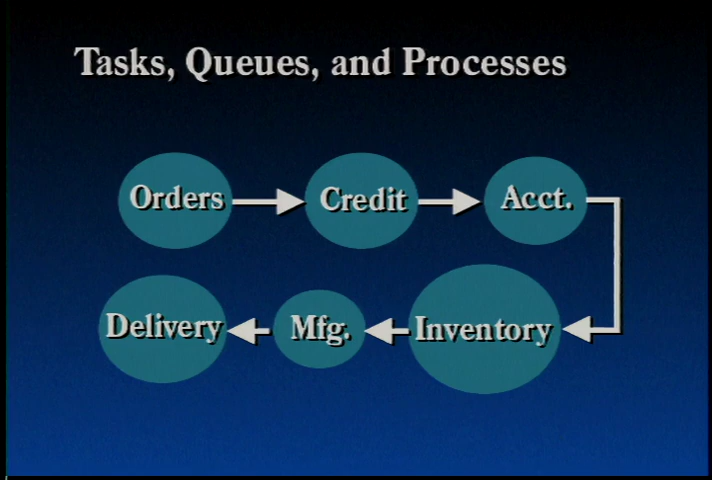 Tasks, Queues, and Processes
Orders
Credit
Acct.
Inventory
Mfg.
Delivery